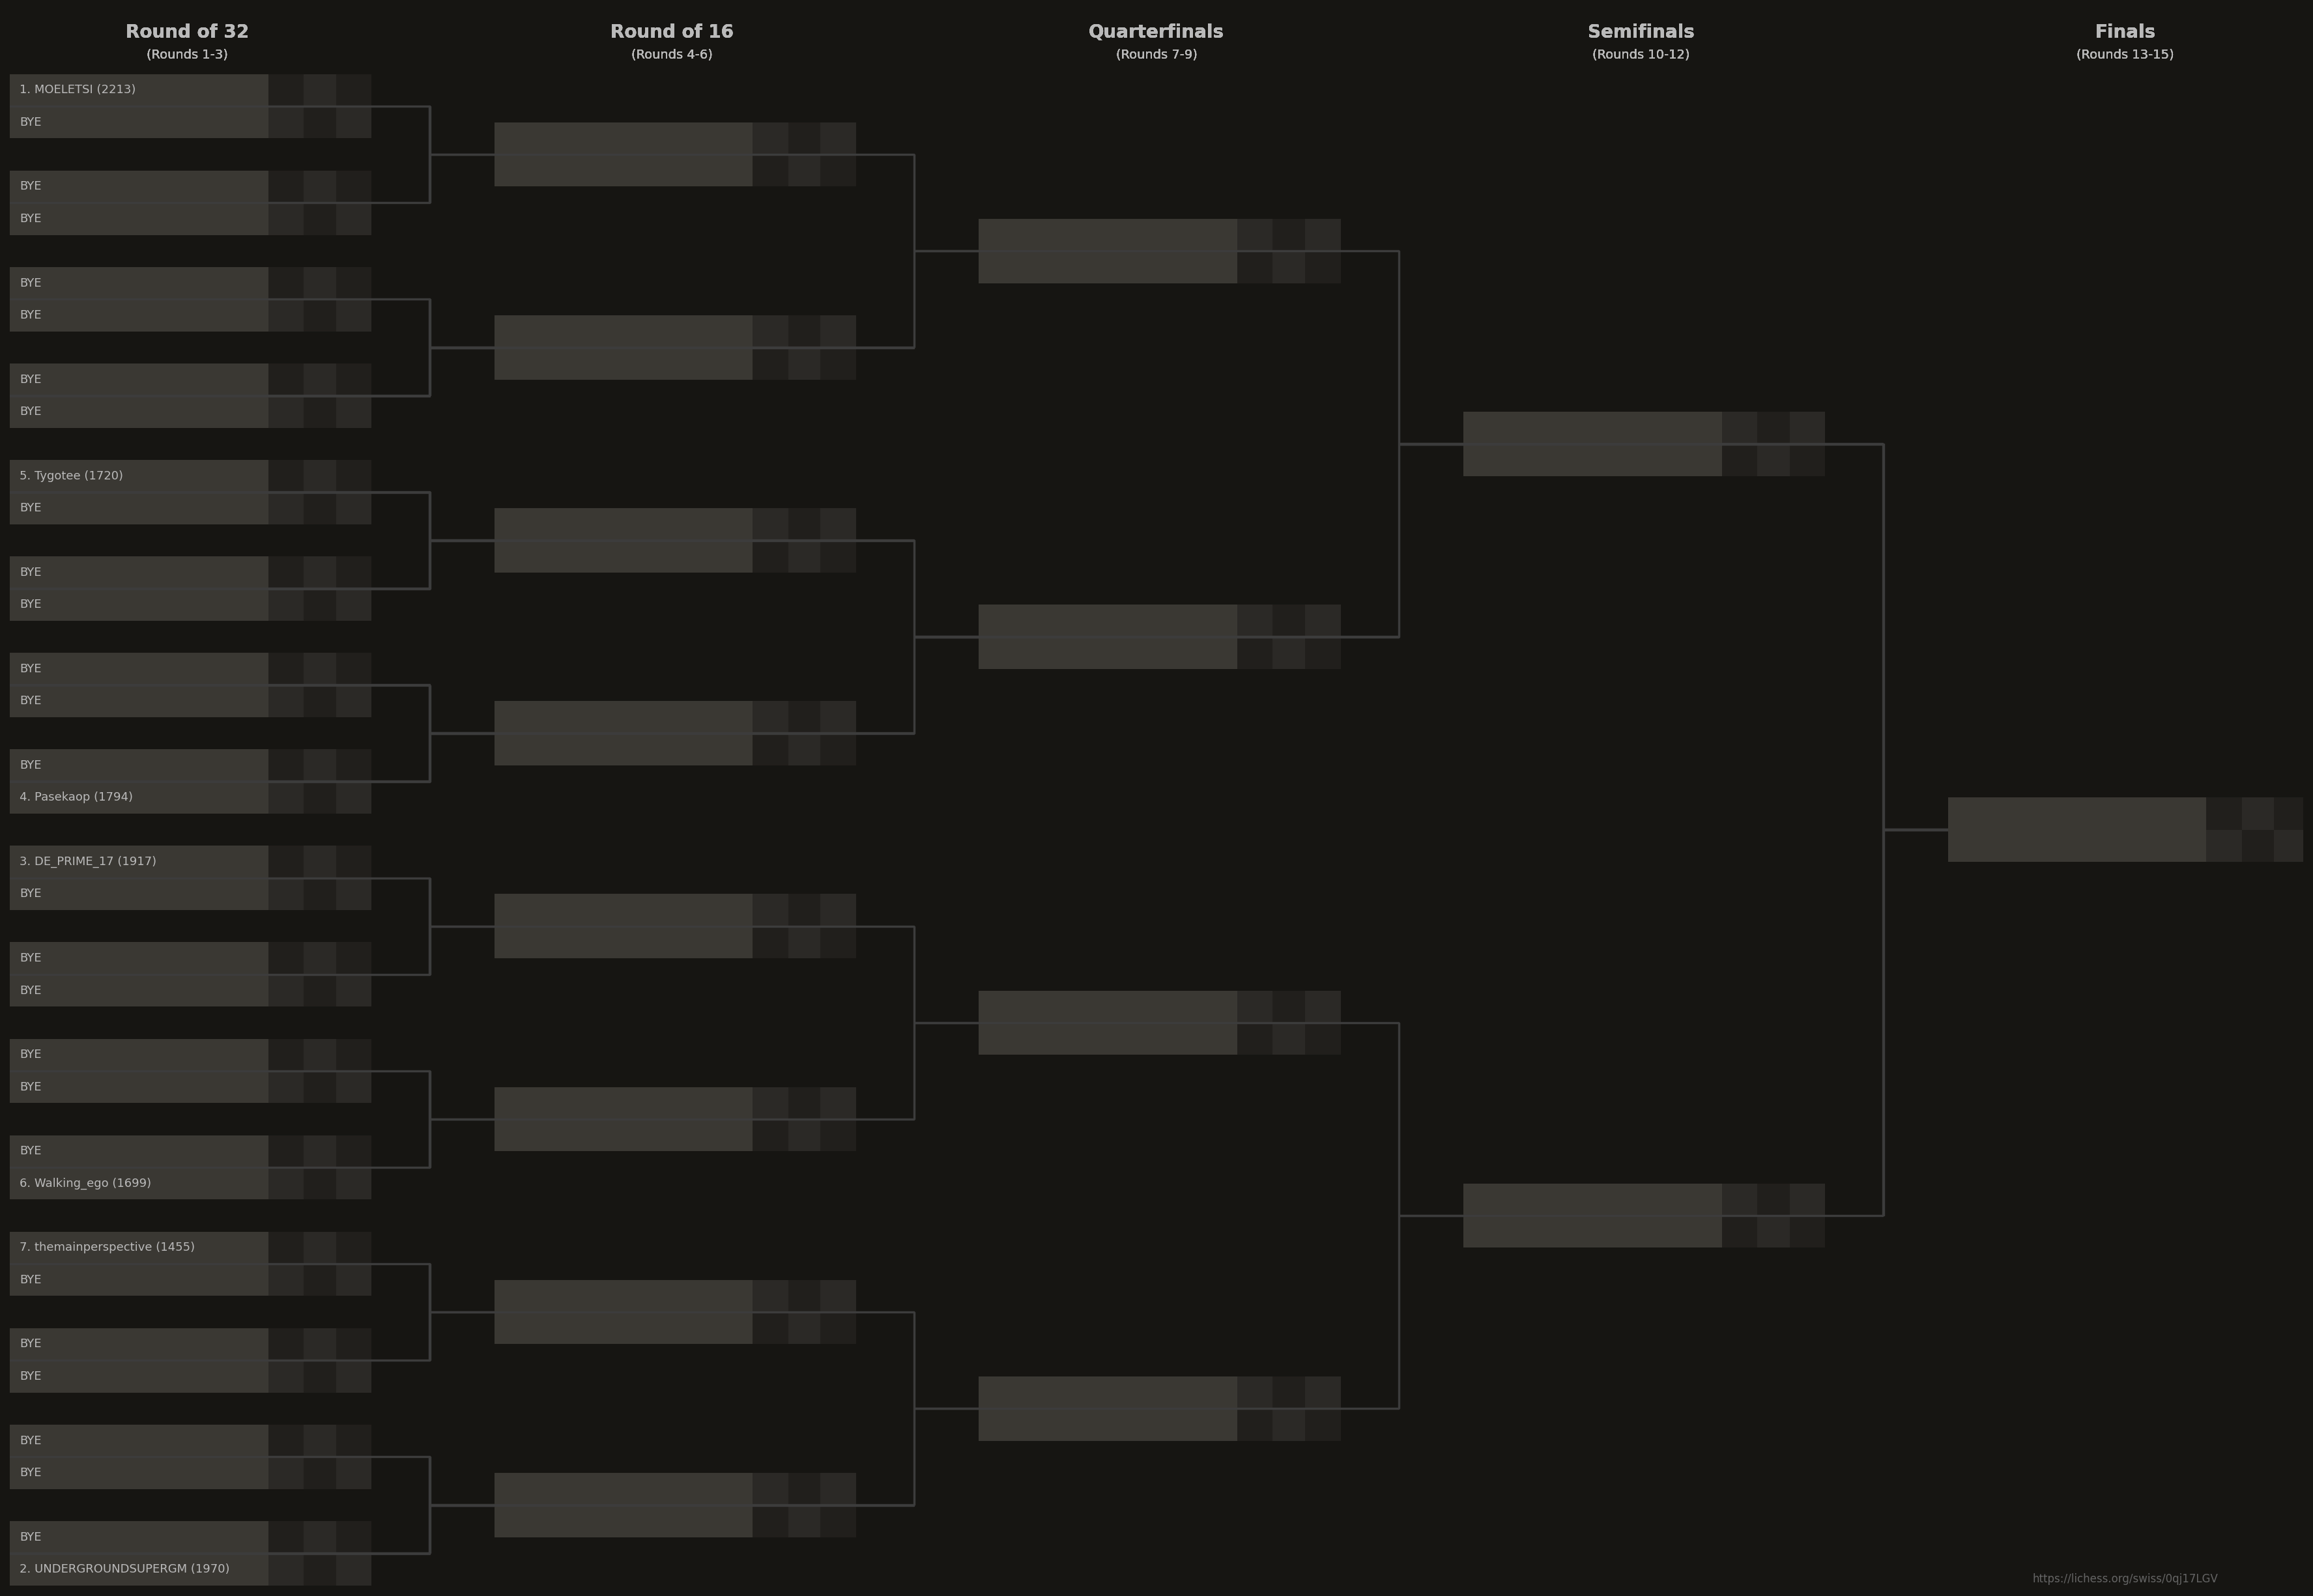 Round of 32
(Rounds 1-3)
Round of 16
(Rounds 4-6)
Quarterfinals
(Rounds 7-9)
Semifinals
(Rounds 10-12)
Finals
(Rounds 13-15)
1. MOELETSI (2213)
BYE
BYE
BYE
BYE
BYE
BYE
BYE
5. Tygotee (1720)
BYE
BYE
BYE
BYE
BYE
BYE
4. Pasekaop (1794)
3. DE_PRIME_17 (1917)
BYE
BYE
BYE
BYE
BYE
BYE
6. Walking_ego (1699)
7. themainperspective (1455)
BYE
BYE
BYE
BYE
BYE
BYE
2. UNDERGROUNDSUPERGM (1970)
https://lichess.org/swiss/0qj17LGV